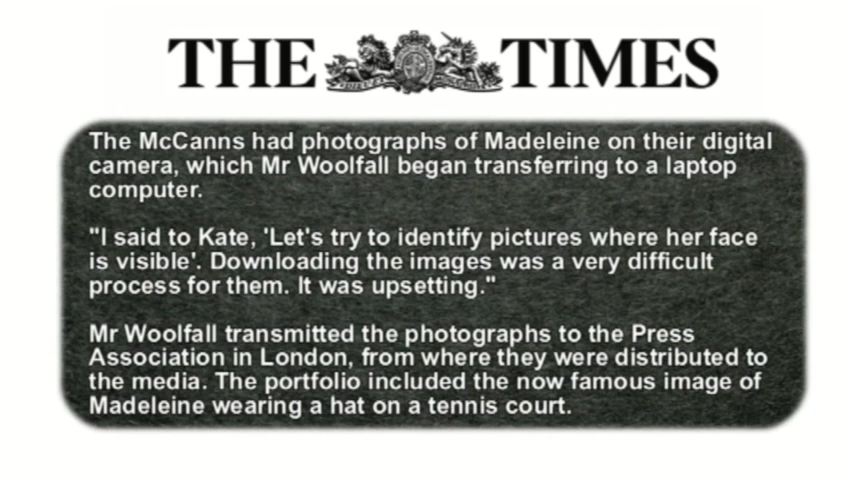 THE TIMES
The McCanns had photographs of Madeleine on their digital
camera, which Mr Woolfall began transferring to a laptop
computer.
"I said to Kate, 'Let's try to identify pictures where her face
is visible'. Downloading the images was a very difficult
process for them. It was upsetting."
Mr Woolfall transmitted the photographs to the Press
Association in London, from where they were distributed to
the media. The portfolio included the now famous image of
Madeleine wearing a hat on a tennis court.